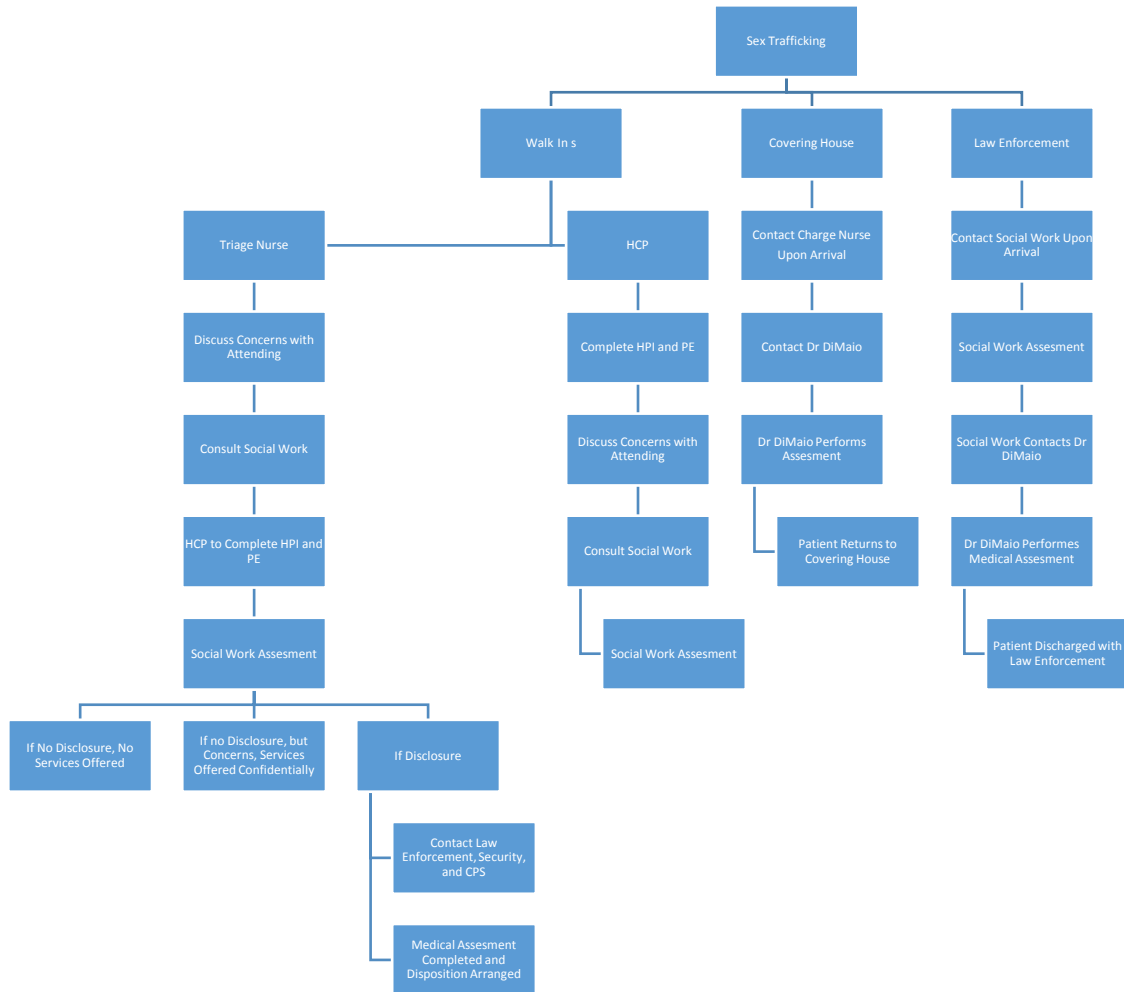 Sex Trafficking
Walk In s
Covering House
Law Enforcement
Triage Nurse
HCP
Contact Charge Nurse
Upon Arrival
Contact Social Work Upon
Arrival
Discuss Concerns with
Attending
Complete HPI and PE
Contact Dr DiMaio
Social Work Assesment
Consult Social Work
Discuss Concerns with
Attending
Dr DiMaio Performs
Assesment
Social Work Contacts Dr
DiMaio
HCP to Complete HPI and
PE
Consult Social Work
Patient Returns to
Covering House
Dr DiMaio Performes
Medical Assesment
Social Work Assesment
Social Work Assesment
Patient Discharged with
Law Enforcement
If No Disclosure, No
Services Offered
If no Disclosure, but
Concerns, Services
Offered Confidentially
If Disclosure
Contact Law
Enforcement, Security,
and CPS
Medical Assesment
Completed and
Disposition Arranged